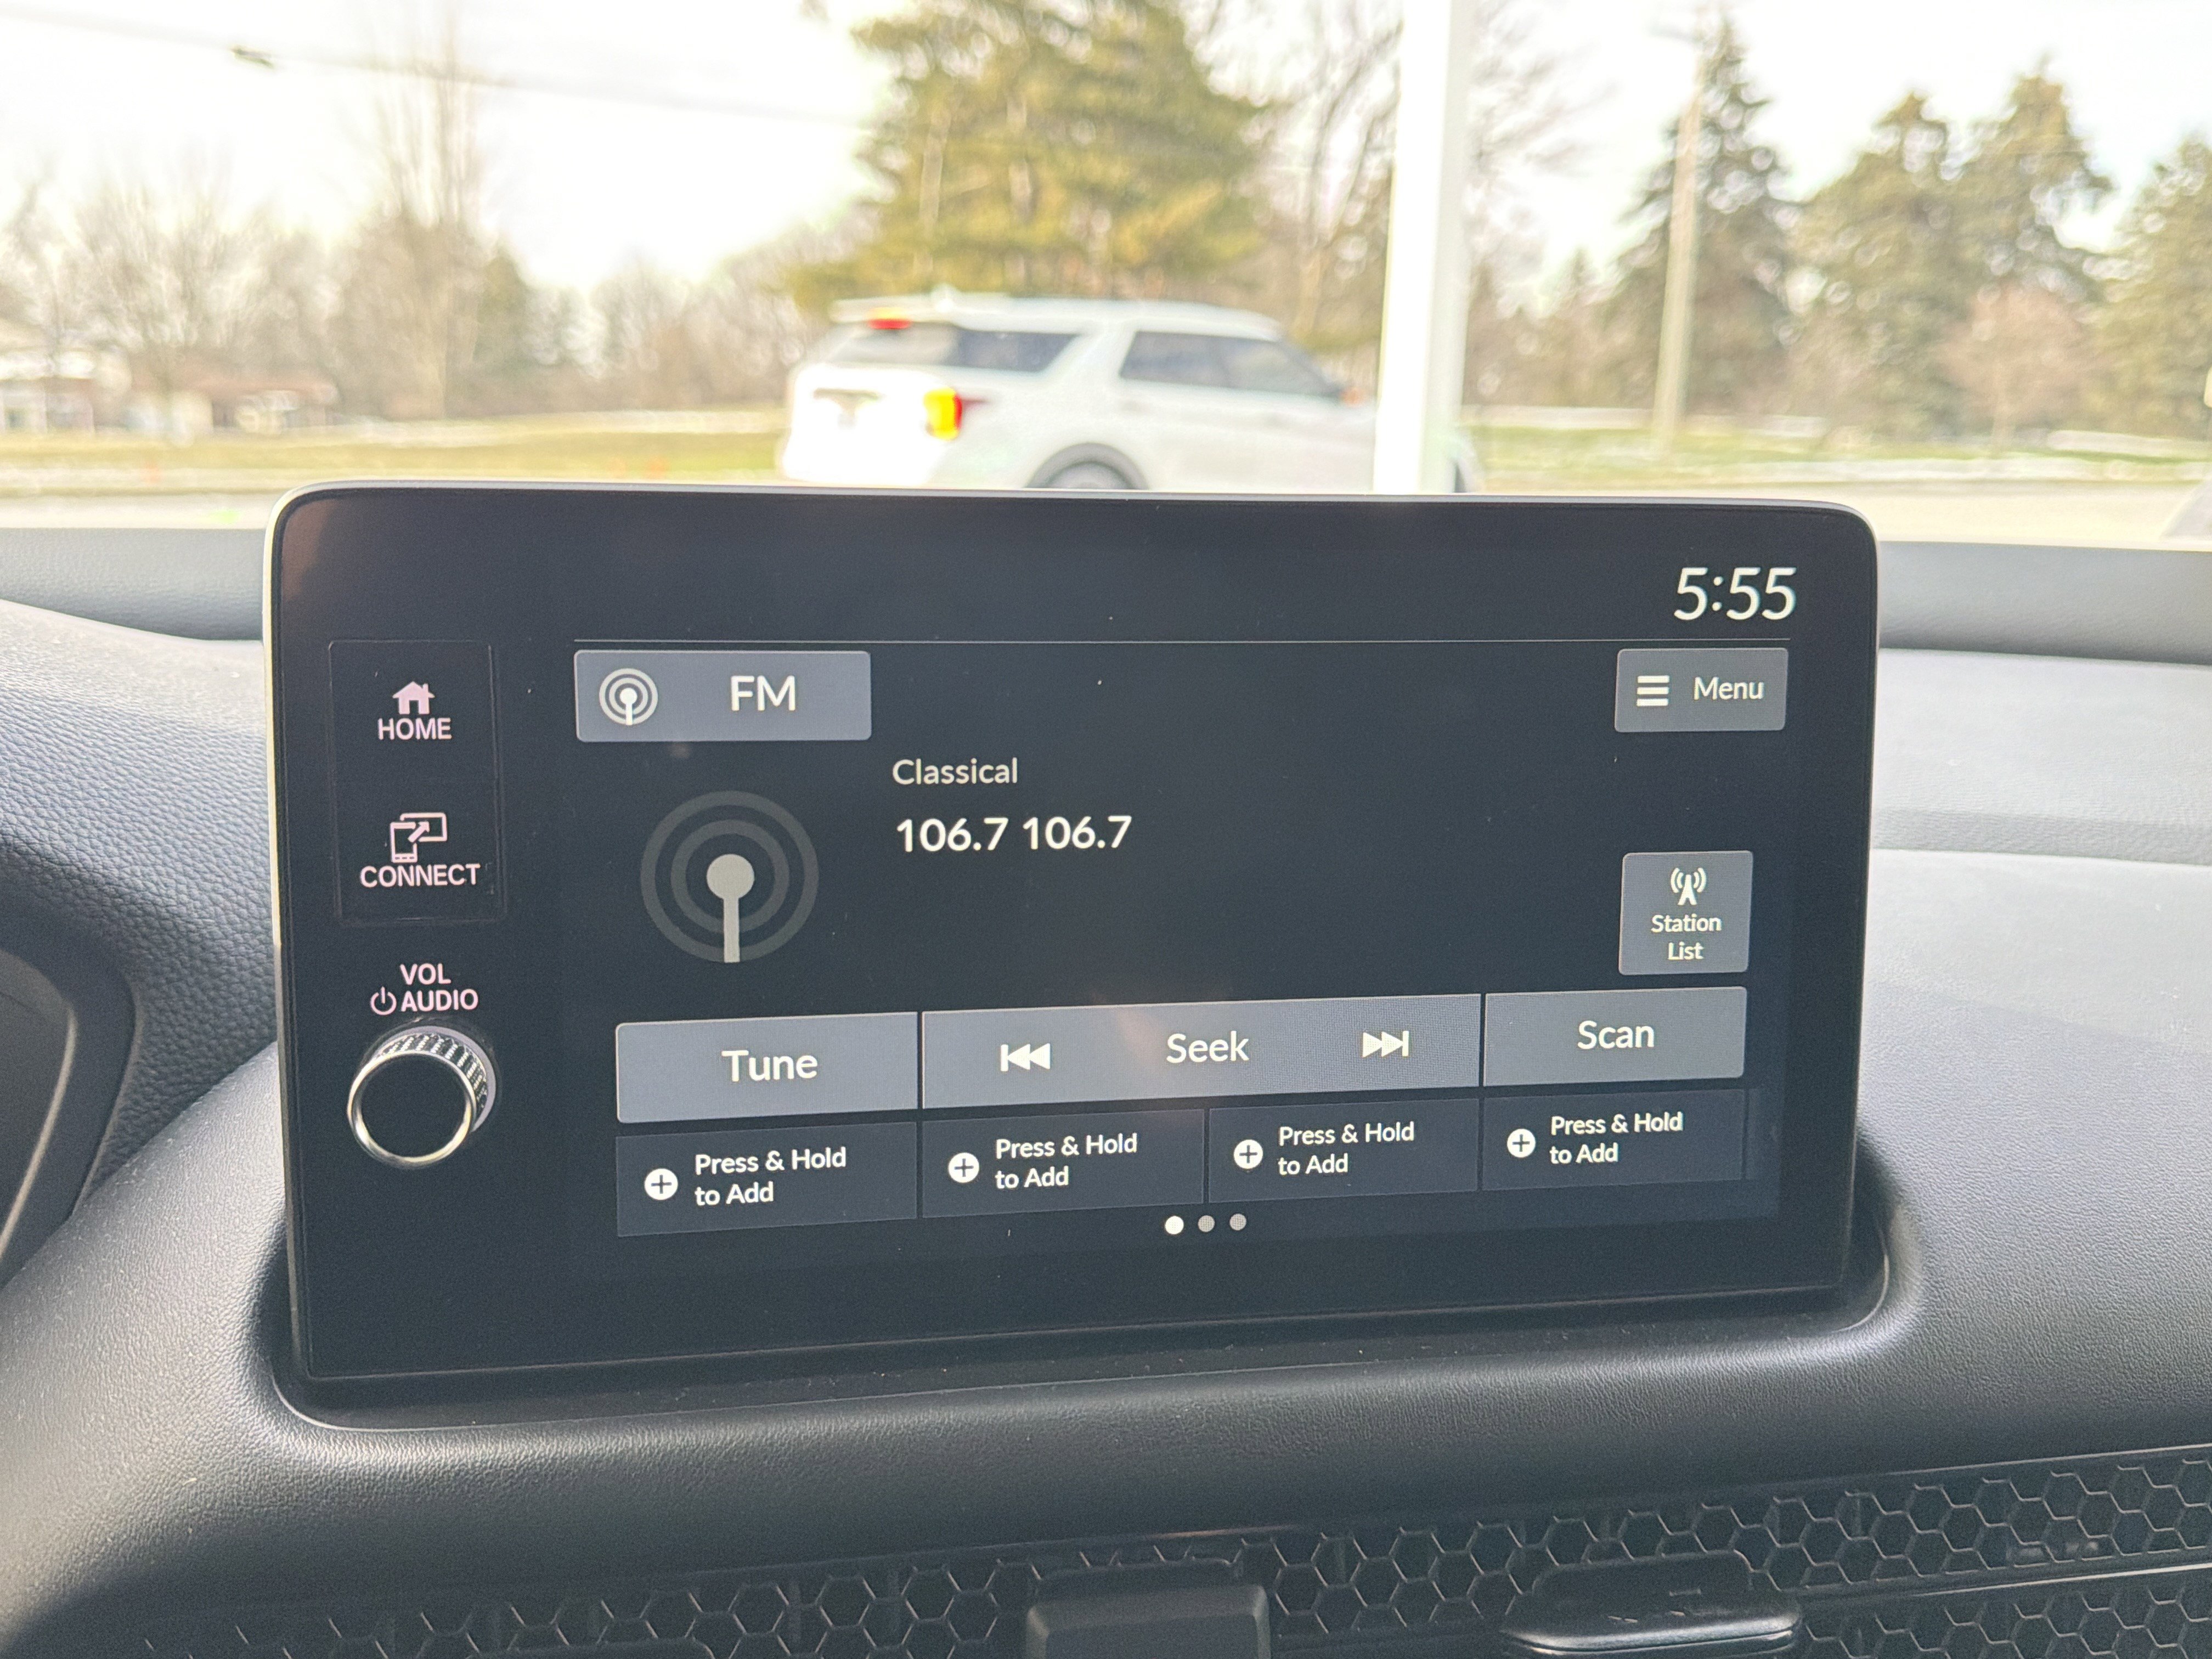 5:55
HOME
CONNECT
VOL
AUDIO
FM
Menu
Classical
106.7 106.7
Station
List
Tune
Seek
Scan
Press & Hold
to Add
Press & Hold
to Add
Press & Hold
to Add
Press & Hold
to Add